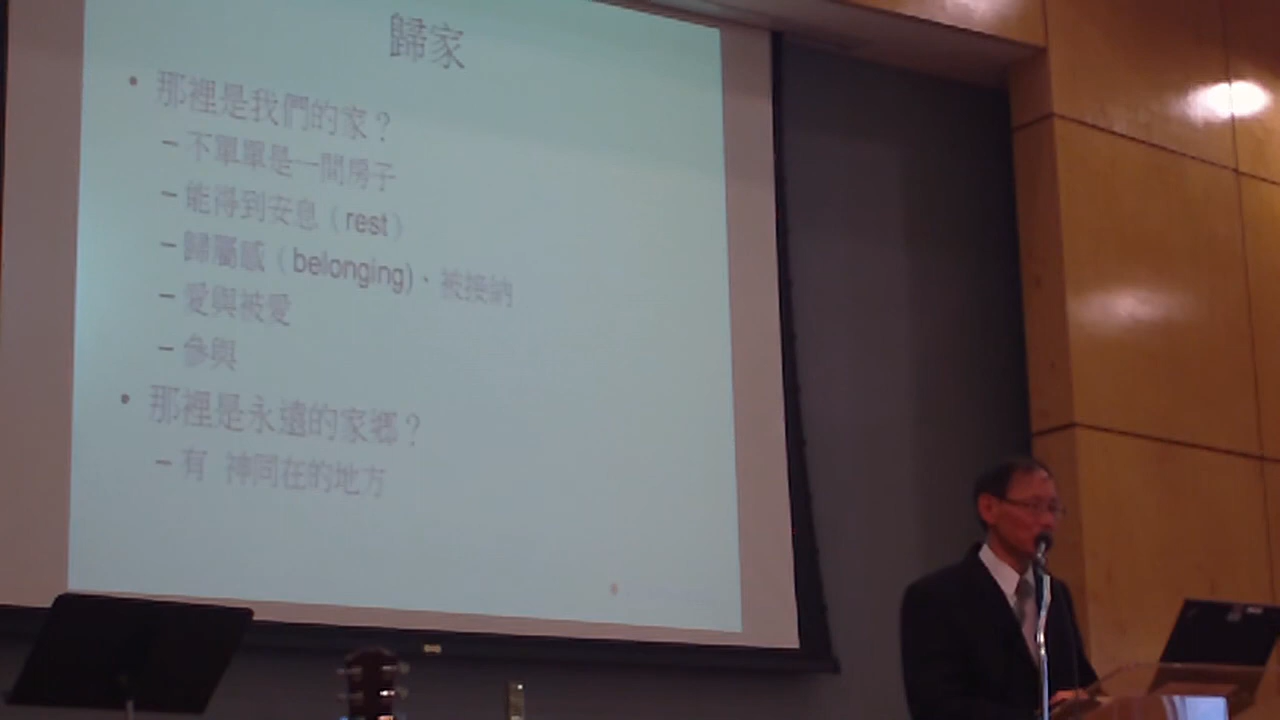 歸家
• 那裡是我們的家？
– 不單單是一間房子
– 能得到安息（rest）
– 歸屬感（belonging)、被接納
– 愛與被愛
– 參與
• 那裡是永遠的家鄉？
– 有 神同在的地方